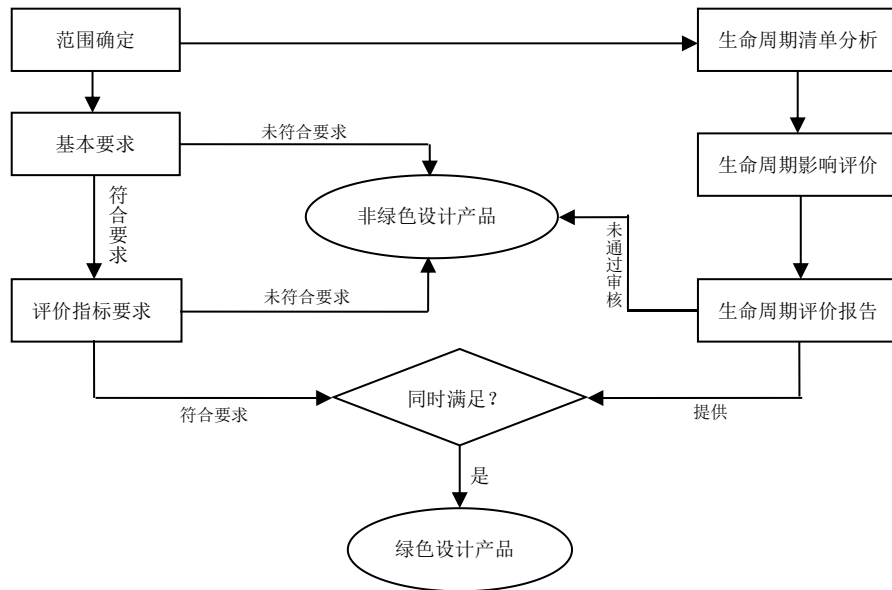 范围确定
生命周期清单分析
未符合要求
基本要求
生命周期影响评价
符合要求
非绿色设计产品
未通过审核
未符合要求
评价指标要求
生命周期评价报告
同时满足？
符合要求
提供
是
绿色设计产品